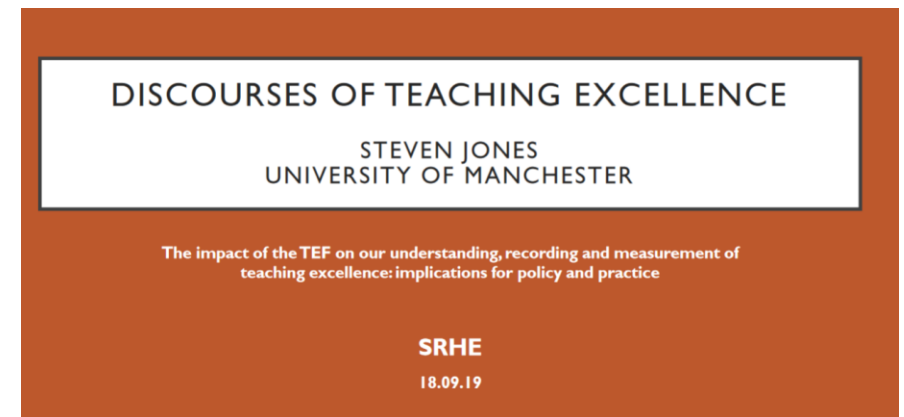 DISCOURSES OF TEACHING EXCELLENCE
STEVEN JONES
UNIVERSITY OF MANCHESTER
The impact of the TEF on our understanding, recording and measurement of
teaching excellence: implications for policy and practice
SRHE
18.09.19